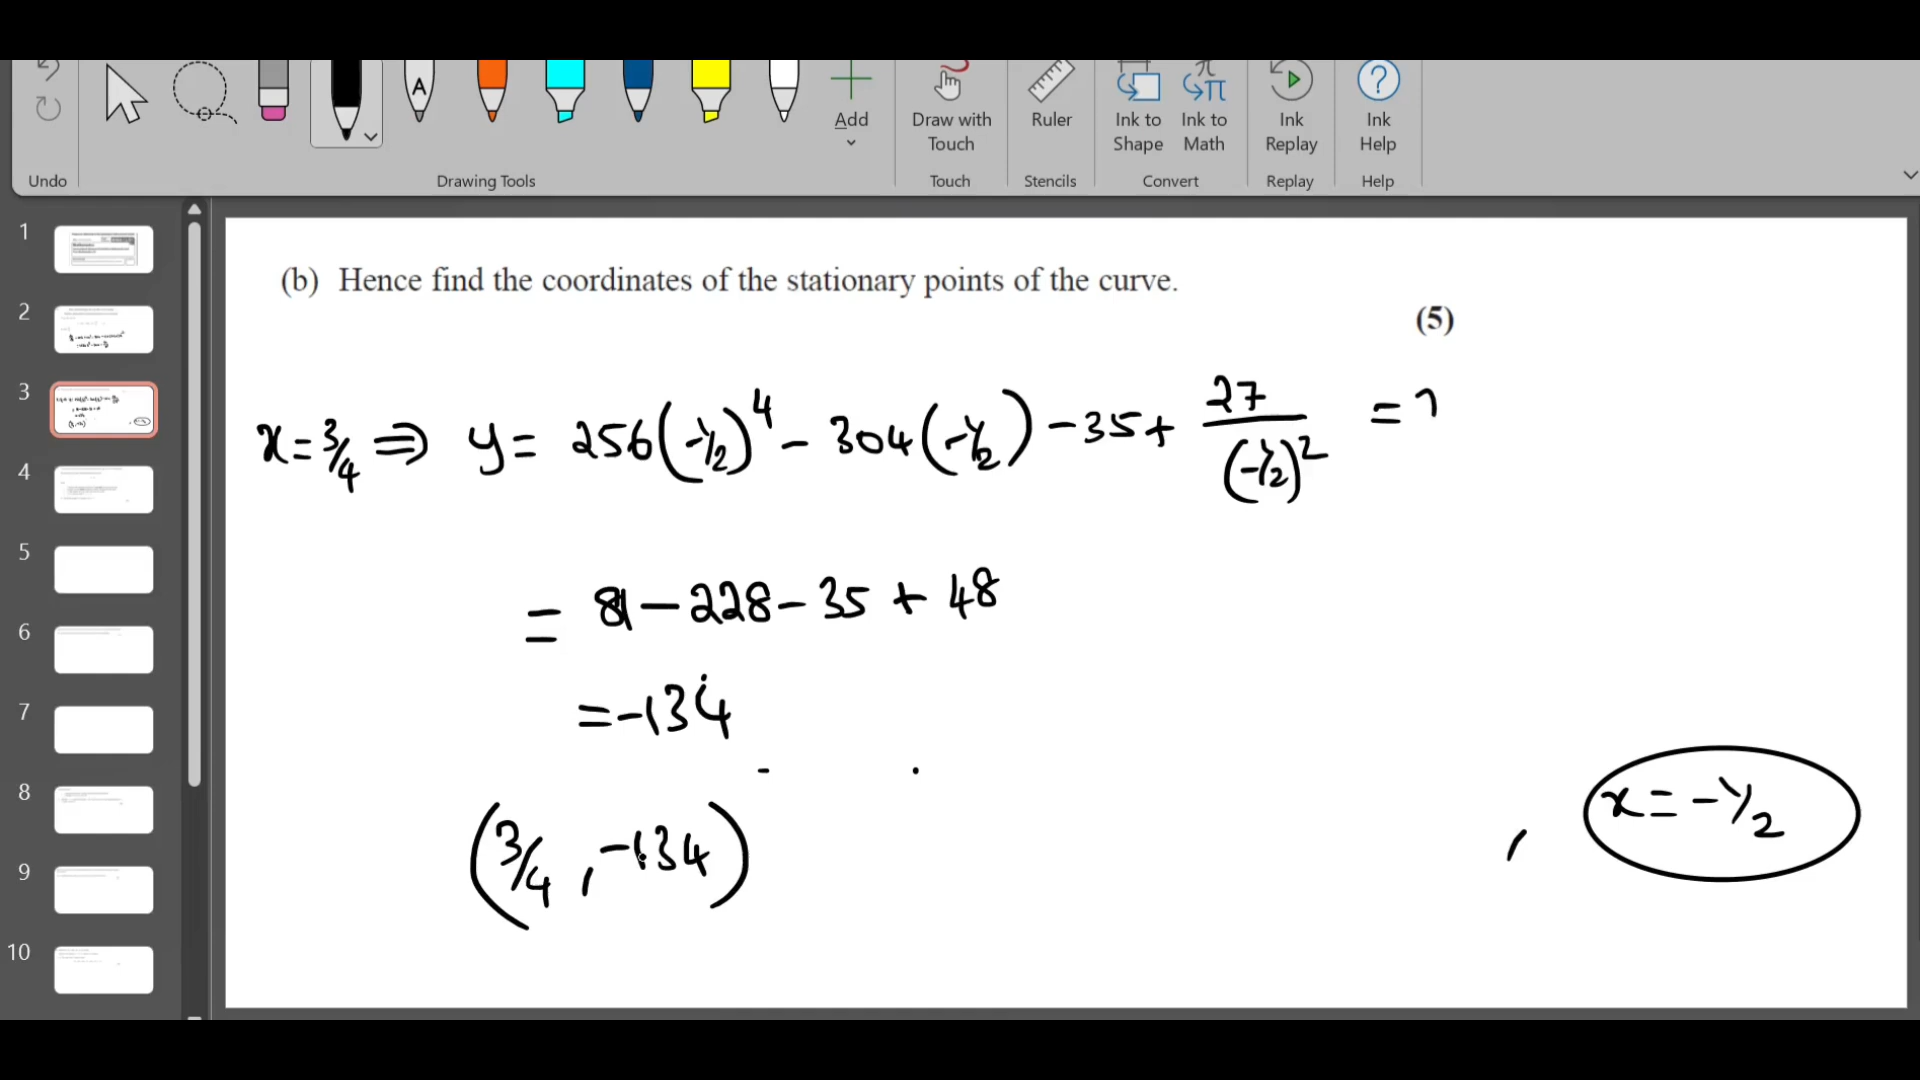 Add
Draw with
Touch
Ruler
Ink to
Shape
Ink to
Math
Ink
Replay
Ink
Help
Undo
Drawing Tools
Touch
Stencils
Convert
Replay
Help
1
2
3
4
5
6
7
8
9
10
(b) Hence find the coordinates of the stationary points of the curve.
(5)
x = 3/4 ⇒ y = 256(-1/2)^4 - 304(-1/2) - 35 + 27/(-1/2)^2 = ?
= 81 - 228 - 35 + 48
= -134
(3/4, -134)
, x = -1/2